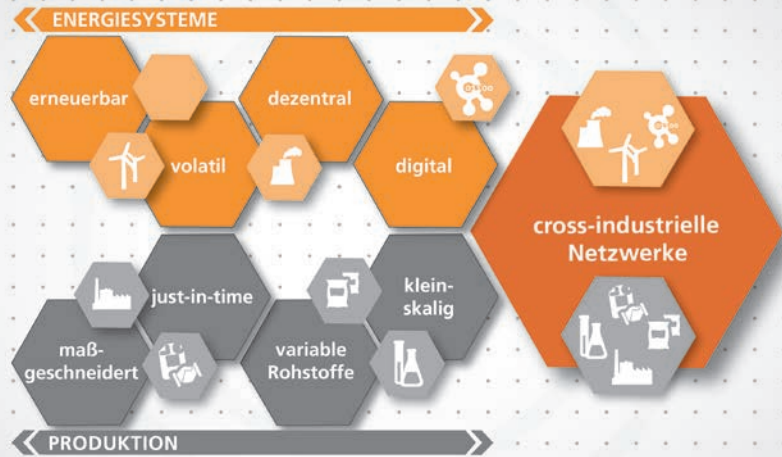 ENERGIESYSTEME
erneuerbar
dezentral
volatil
digital
cross-industrielle
Netzwerke
just-in-time
klein-
skalig
maß-
geschneidert
variable
Rohstoffe
PRODUKTION